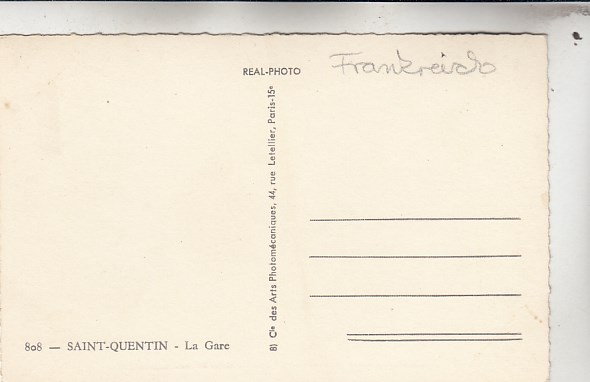 REAL-PHOTO
Frankreich
8) Cie des Arts Photomécaniques, 44, rue Letellier, Paris-15e
808 — SAINT-QUENTIN - La Gare